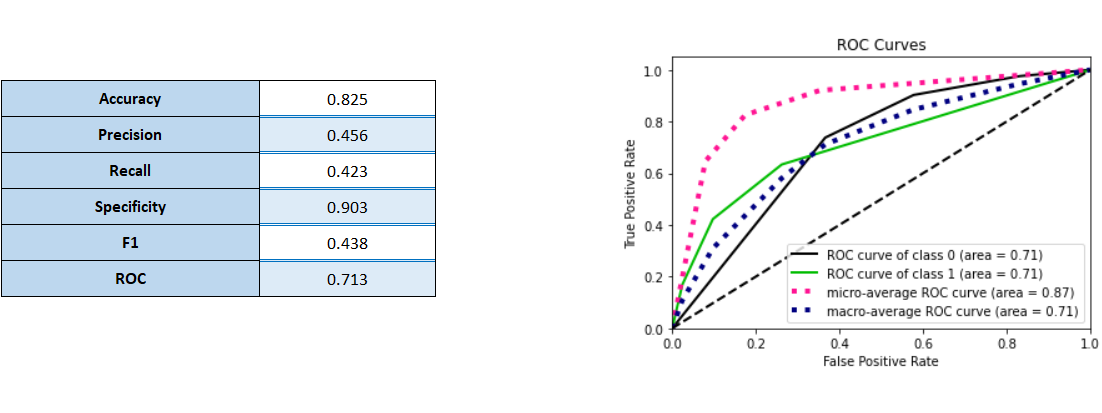 Accuracy 0.825
Precision 0.456
Recall 0.423
Specificity 0.903
F1 0.438
ROC 0.713
ROC Curves
True Positive Rate
1.0
0.8
0.6
0.4
0.2
0.0
ROC curve of class 0 (area = 0.71)
ROC curve of class 1 (area = 0.71)
micro-average ROC curve (area = 0.87)
macro-average ROC curve (area = 0.71)
0.0 0.2 0.4 0.6 0.8 1.0
False Positive Rate